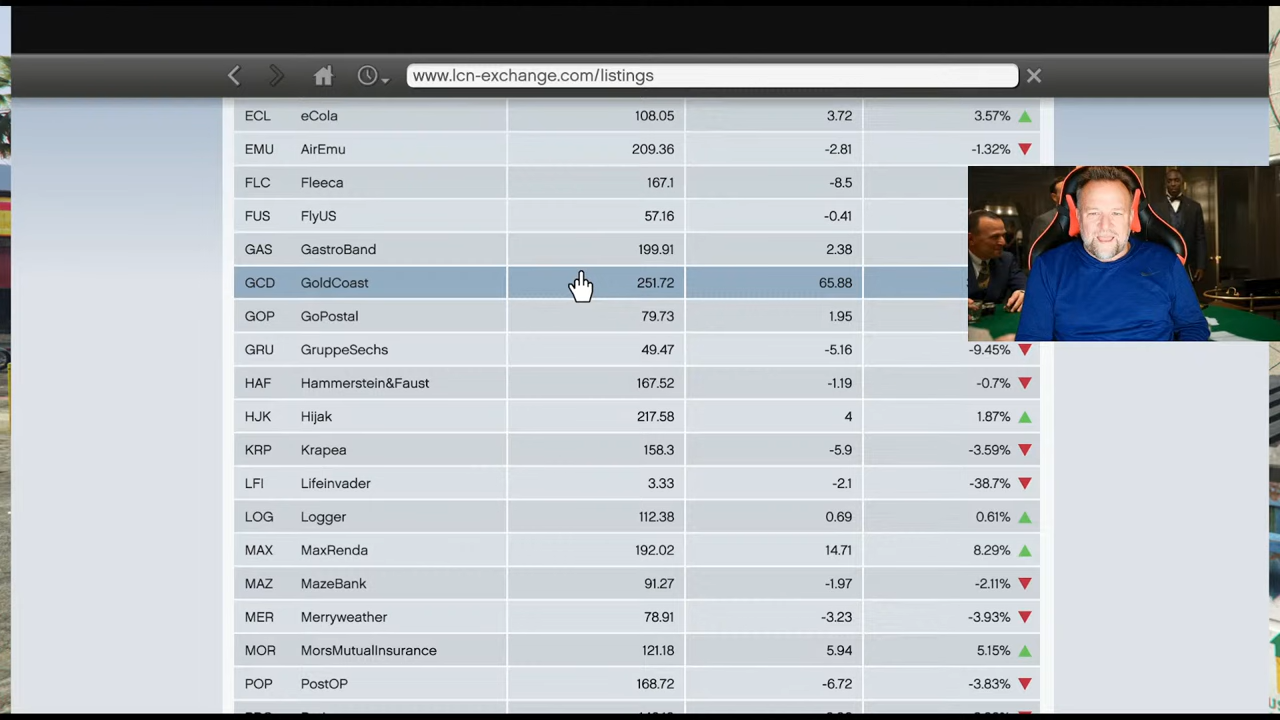 www.lcn-exchange.com/listings
ECL eCola 108.05 3.72 3.57%
EMU AirEmu 209.36 -2.81 -1.32%
FLC Fleeca 167.1 -8.5
FUS FlyUS 57.16 -0.41
GAS GastroBand 199.91 2.38
GCD GoldCoast 251.72 65.88
GOP GoPostal 79.73 1.95
GRU GruppeSechs 49.47 -5.16 -9.45%
HAF Hammerstein&Faust 167.52 -1.19 -0.7%
HJK Hijak 217.58 4 1.87%
KRP Krapea 158.3 -5.9 -3.59%
LFI Lifeinvader 3.33 -2.1 -38.7%
LOG Logger 112.38 0.69 0.61%
MAX MaxRenda 192.02 14.71 8.29%
MAZ MazeBank 91.27 -1.97 -2.11%
MER Merryweather 78.91 -3.23 -3.93%
MOR MorsMutualInsurance 121.18 5.94 5.15%
POP PostOP 168.72 -6.72 -3.83%